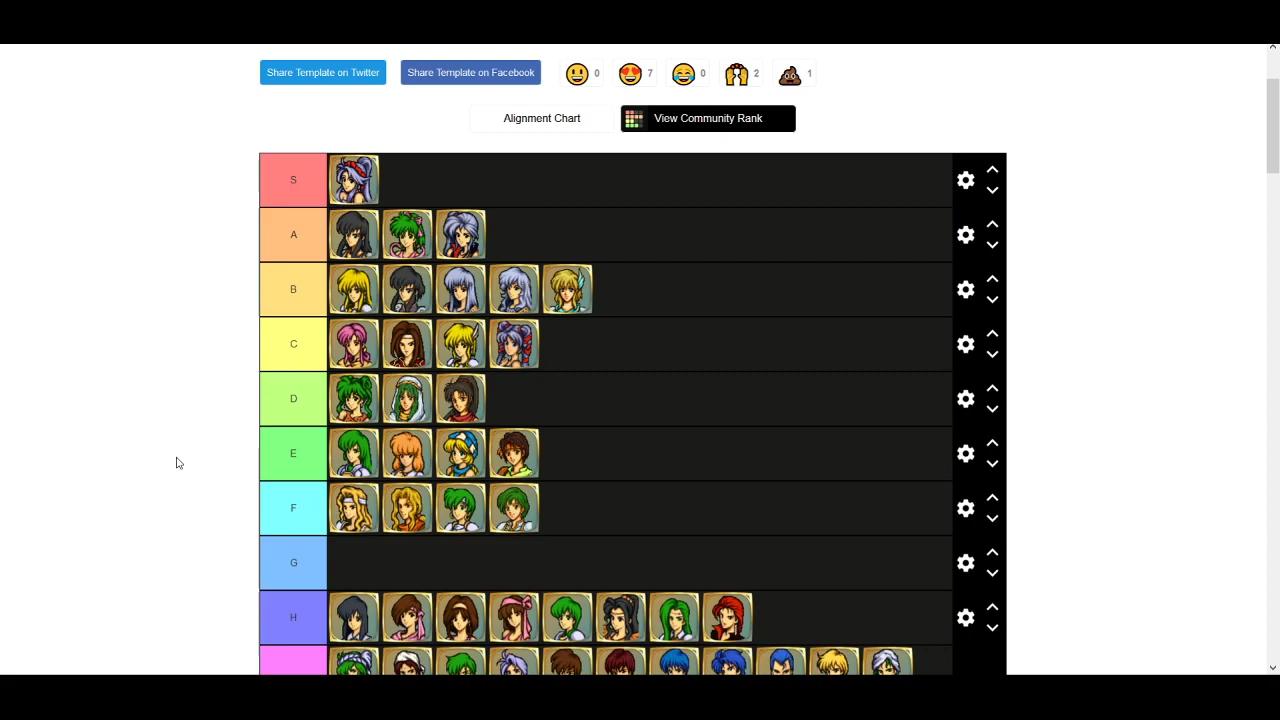 Share Template on Twitter
Share Template on Facebook
0
7
0
2
1
Alignment Chart
View Community Rank
S
A
B
C
D
E
F
G
H